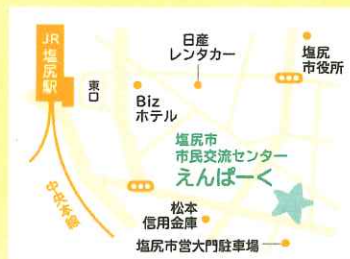 JR
塩尻駅
東口
日産
レンタカー
塩尻
市役所
Biz
ホテル
塩尻市
市民交流センター
えんぱーく
中央本線
松本
信用金庫
塩尻市営大門駐車場